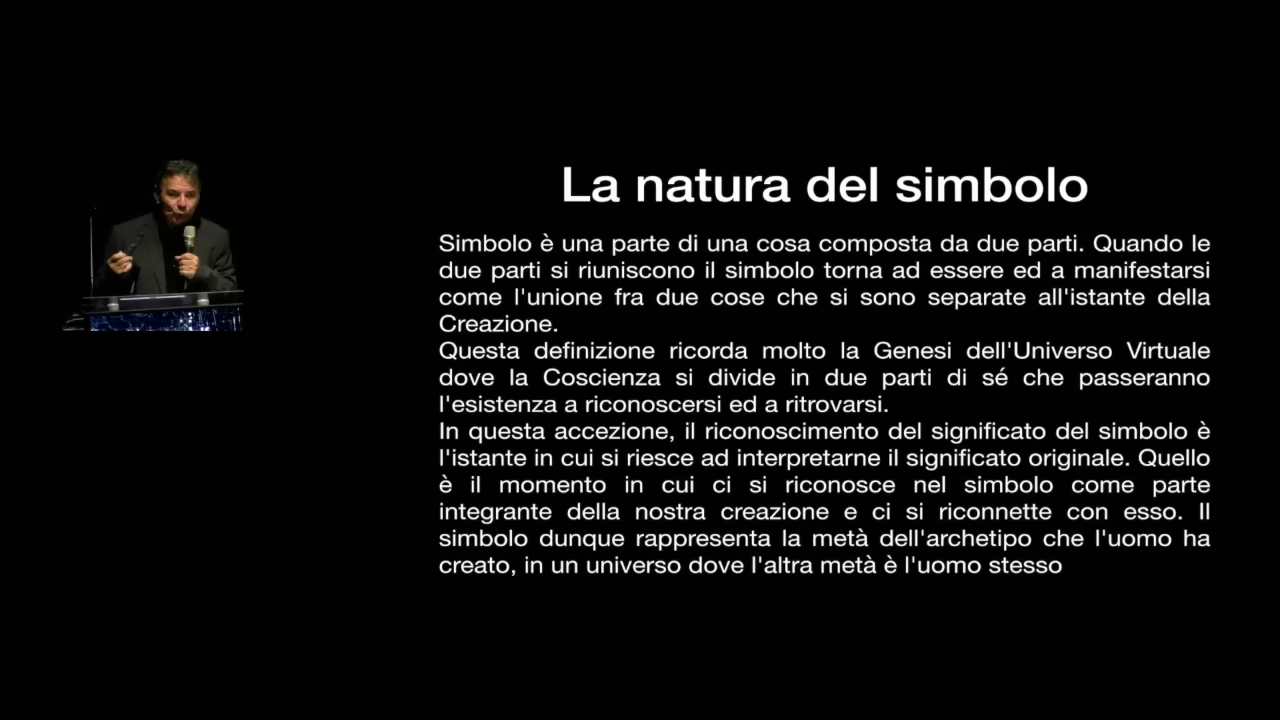 La natura del simbolo
Simbolo è una parte di una cosa composta da due parti. Quando le
due parti si riuniscono il simbolo torna ad essere ed a manifestarsi
come l'unione fra due cose che si sono separate all'istante della
Creazione.
Questa definizione ricorda molto la Genesi dell'Universo Virtuale
dove la Coscienza si divide in due parti di sé che passeranno
l'esistenza a riconoscersi ed a ritrovarsi.
In questa accezione, il riconoscimento del significato del simbolo è
l'istante in cui si riesce ad interpretarne il significato originale. Quello
è il momento in cui ci si riconosce nel simbolo come parte
integrante della nostra creazione e ci si riconnette con esso. Il
simbolo dunque rappresenta la metà dell'archetipo che l'uomo ha
creato, in un universo dove l'altra metà è l'uomo stesso